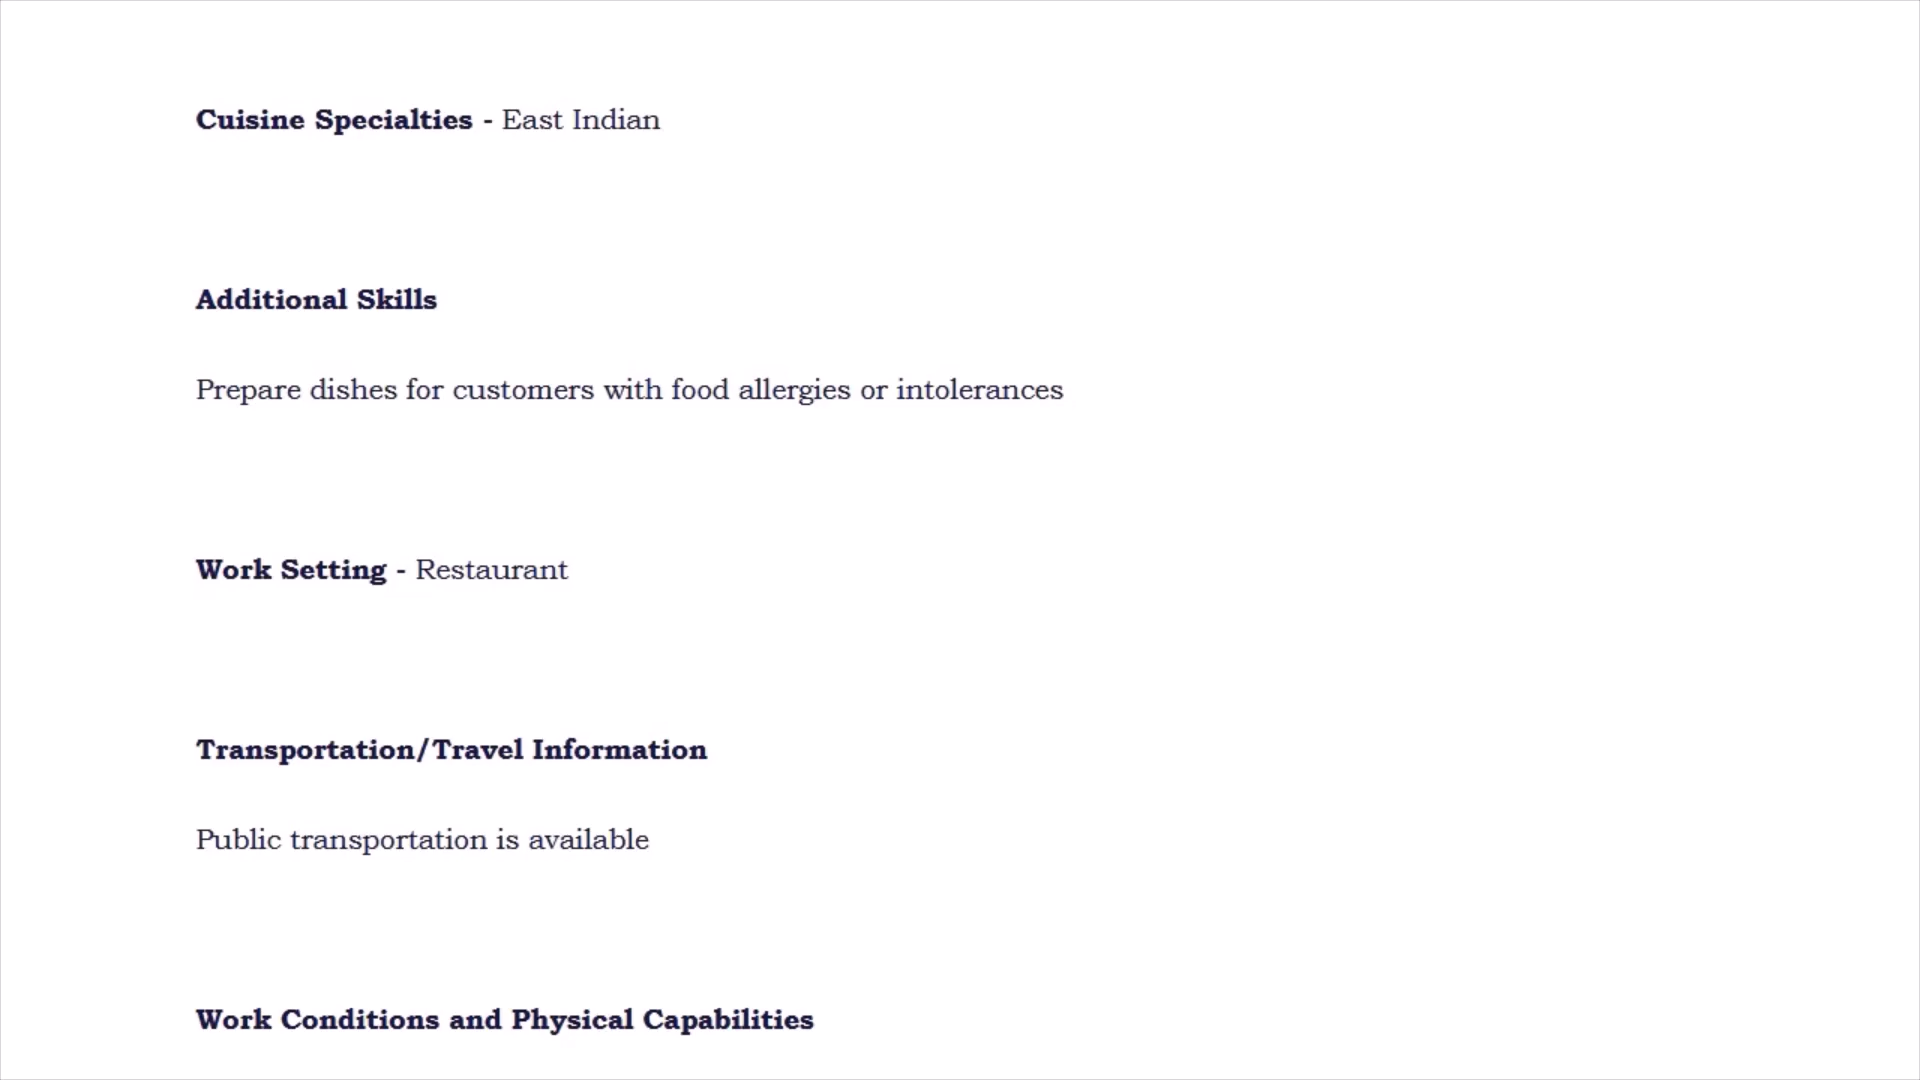 Cuisine Specialties - East Indian
Additional Skills
Prepare dishes for customers with food allergies or intolerances
Work Setting - Restaurant
Transportation/Travel Information
Public transportation is available
Work Conditions and Physical Capabilities